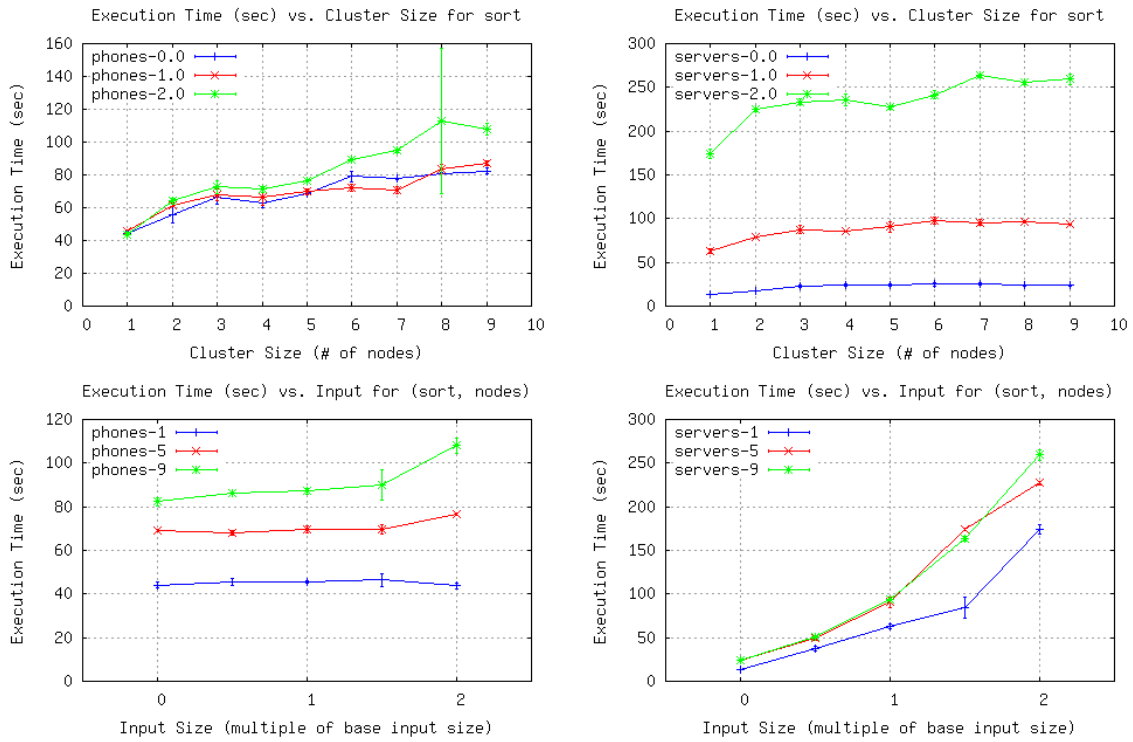 Execution Time (sec) vs. Cluster Size for sort
160
140
120
100
80
60
40
20
0
Execution Time (sec)
phones-0.0
phones-1.0
phones-2.0
0 1 2 3 4 5 6 7 8 9 10
Cluster Size (# of nodes)
Execution Time (sec) vs. Cluster Size for sort
300
250
200
150
100
50
0
Execution Time (sec)
servers-0.0
servers-1.0
servers-2.0
0 1 2 3 4 5 6 7 8 9 10
Cluster Size (# of nodes)
Execution Time (sec) vs. Input for (sort, nodes)
120
100
80
60
40
20
0
Execution Time (sec)
phones-1
phones-5
phones-9
0 1 2
Input Size (multiple of base input size)
Execution Time (sec) vs. Input for (sort, nodes)
300
250
200
150
100
50
0
Execution Time (sec)
servers-1
servers-5
servers-9
0 1 2
Input Size (multiple of base input size)